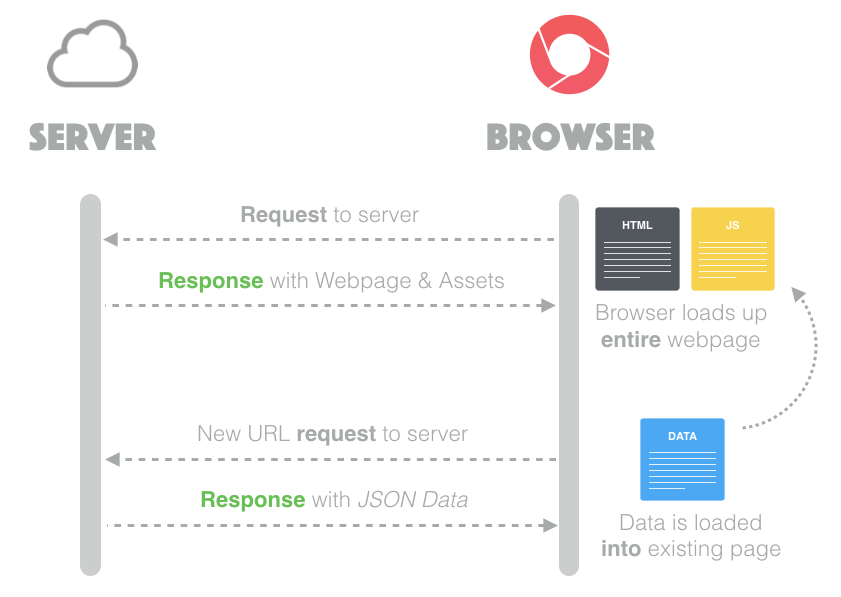 SERVER
BROWSER
Request to server
HTML
JS
Response with Webpage & Assets
Browser loads up
entire webpage
New URL request to server
DATA
Response with JSON Data
Data is loaded
into existing page